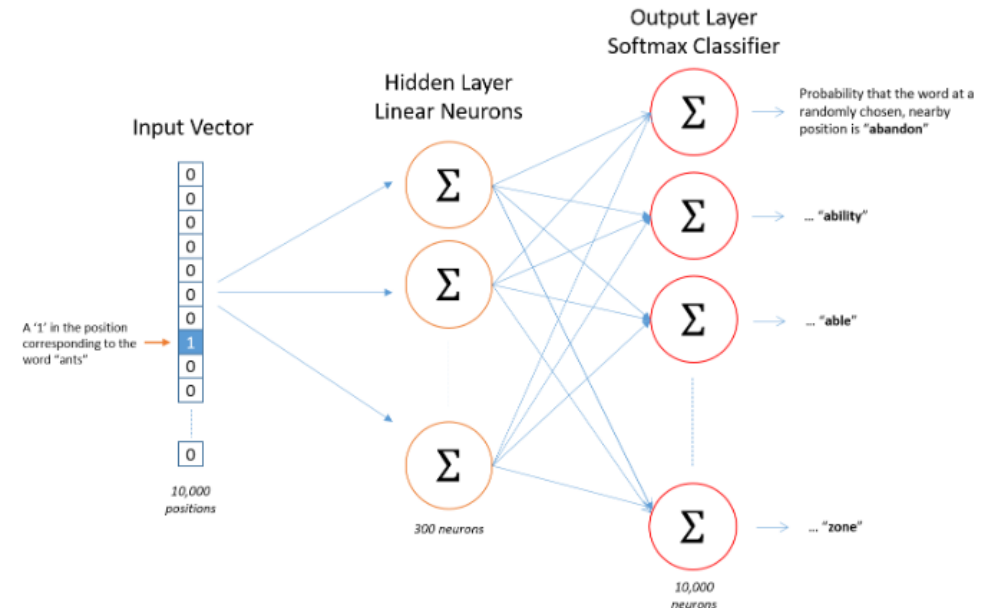 Output Layer
Softmax Classifier
Hidden Layer
Linear Neurons
Input Vector
0
0
0
0
0
0
0
1
0
0
0
A ‘1’ in the position
corresponding to the
word “ants”
10,000
positions
Σ
Σ
Σ
300 neurons
Σ
Σ
Σ
Σ
10,000
neurons
Probability that the word at a
randomly chosen, nearby
position is “abandon”
... “ability”
... “able”
... “zone”